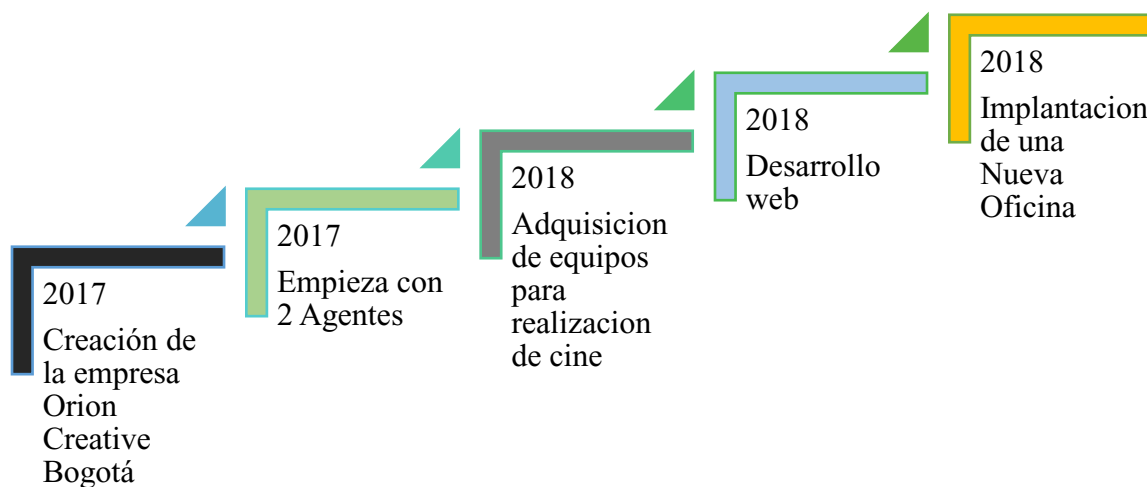 2017
Creación de
la empresa
Orion
Creative
Bogotá
2017
Empieza con
2 Agentes
2018
Adquisicion
de equipos
para
realizacion
de cine
2018
Desarrollo
web
2018
Implantacion
de una
Nueva
Oficina